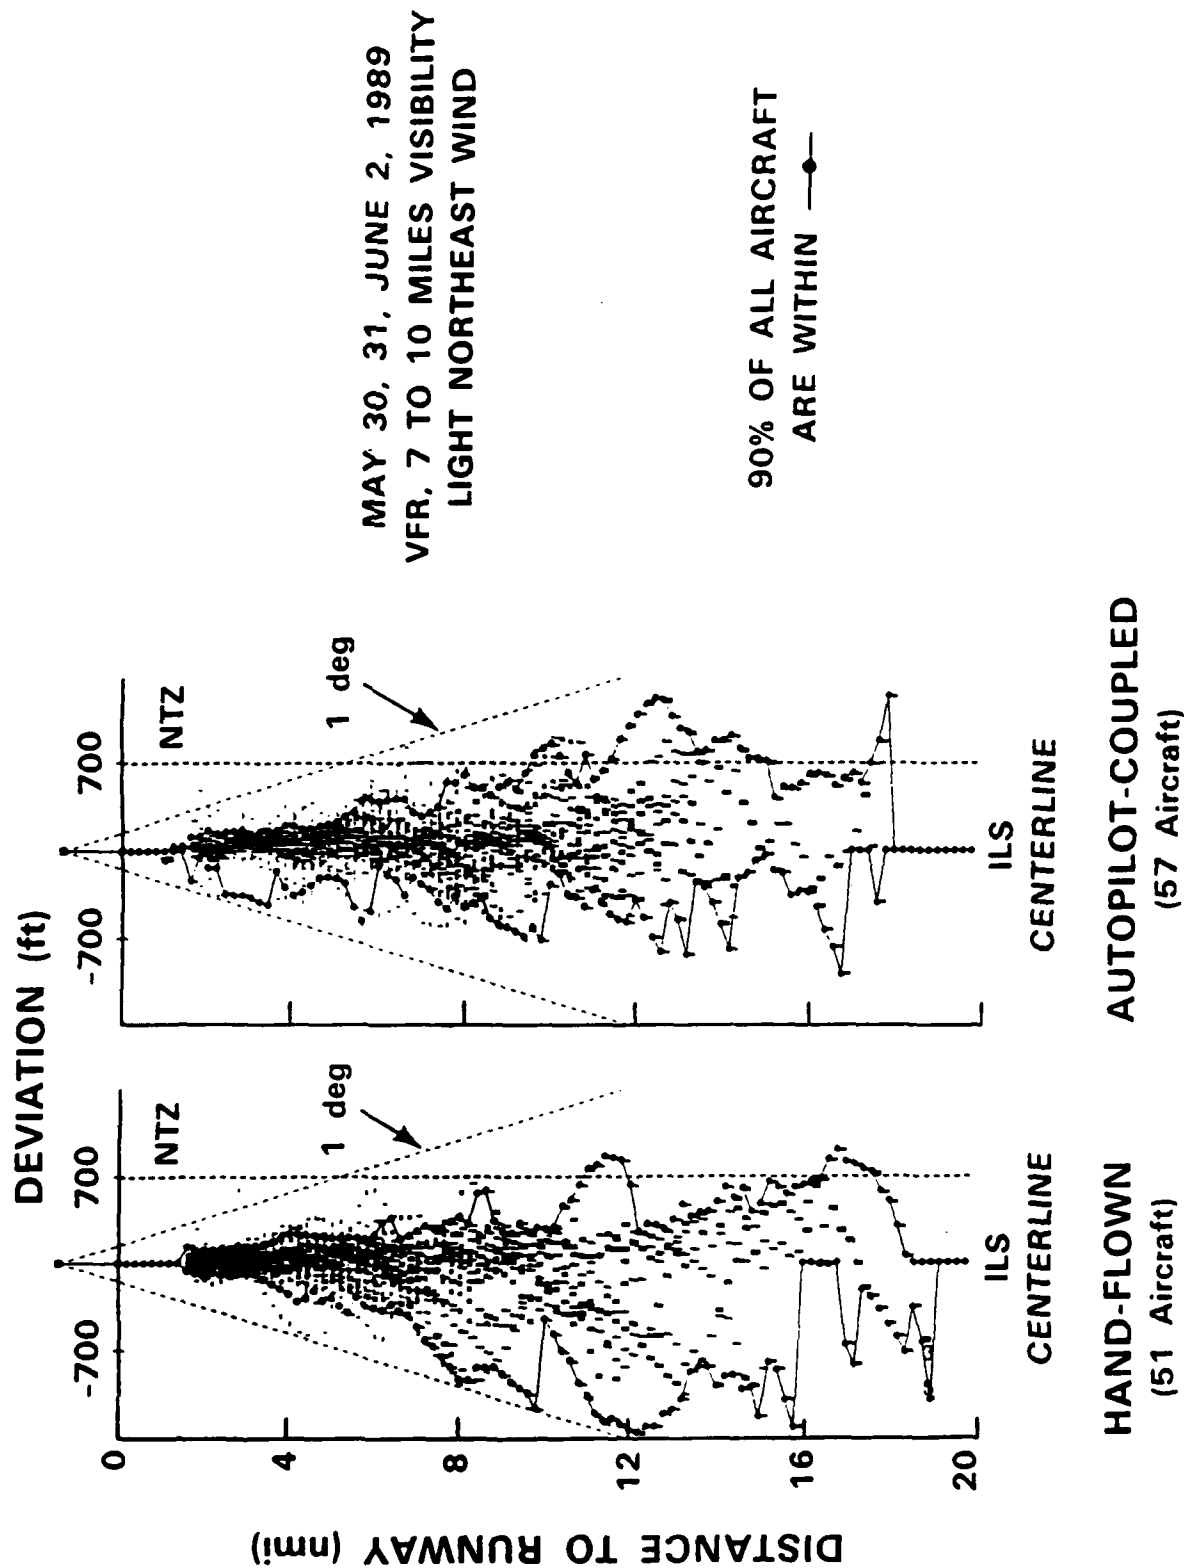 DEVIATION (ft)
-700
700
-700
700
NTZ
NTZ
1 deg
1 deg
0
4
8
12
16
20
DISTANCE TO RUNWAY (nmi)
ILS
CENTERLINE
ILS
CENTERLINE
HAND-FLOWN
(51 Aircraft)
AUTOPILOT-COUPLED
(57 Aircraft)
MAY 30, 31, JUNE 2, 1989
VFR, 7 TO 10 MILES VISIBILITY
LIGHT NORTHEAST WIND
90% OF ALL AIRCRAFT
ARE WITHIN